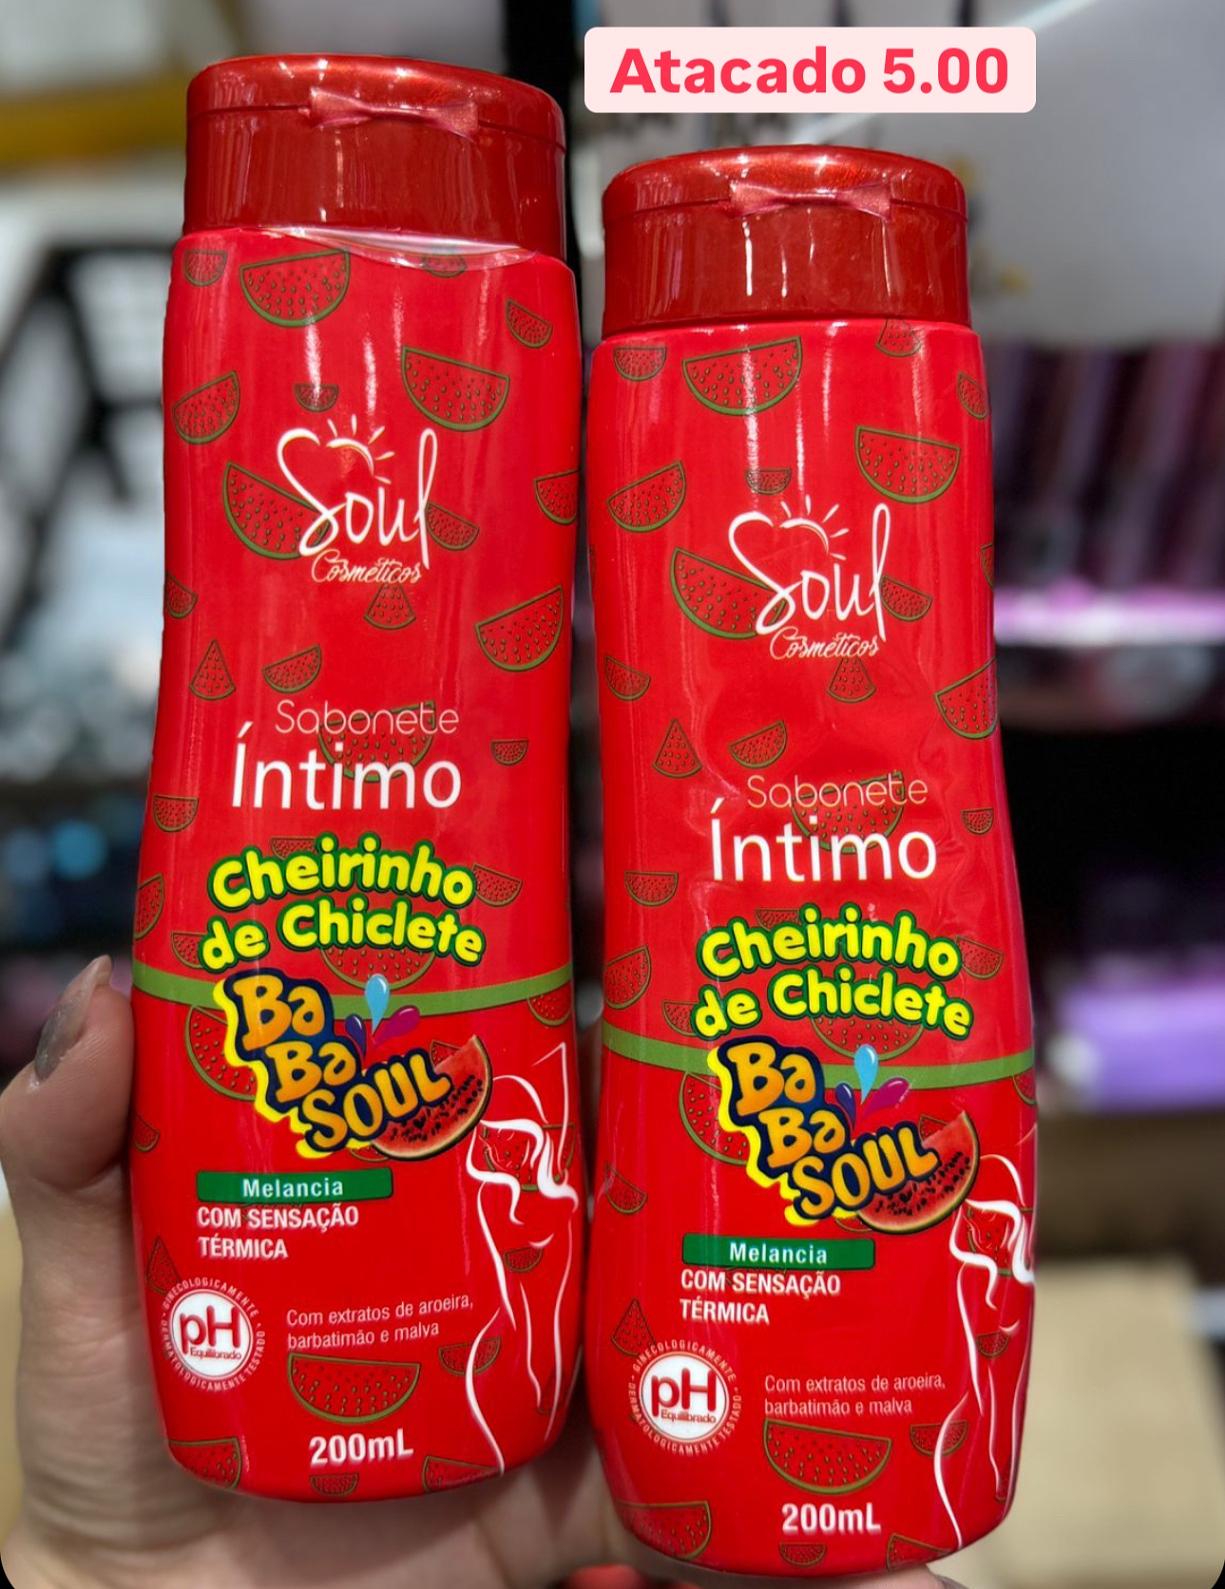 Atacado 5.00
Soul
Cosméticos
Sabonete
Íntimo
Cheirinho
de Chiclete
Ba
Ba
SOUL
Melancia
COM SENSAÇÃO
TÉRMICA
GINECOLOGICAMENTE
DERMATOLOGICAMENTE TESTADO
pH
Equilibrado
Com extratos de aroeira,
barbatimão e malva
200mL
Soul
Cosméticos
Sabonete
Íntimo
Cheirinho
de Chiclete
Ba
Ba
SOUL
Melancia
COM SENSAÇÃO
TÉRMICA
GINECOLOGICAMENTE
DERMATOLOGICAMENTE TESTADO
pH
Equilibrado
Com extratos de aroeira,
barbatimão e malva
200mL